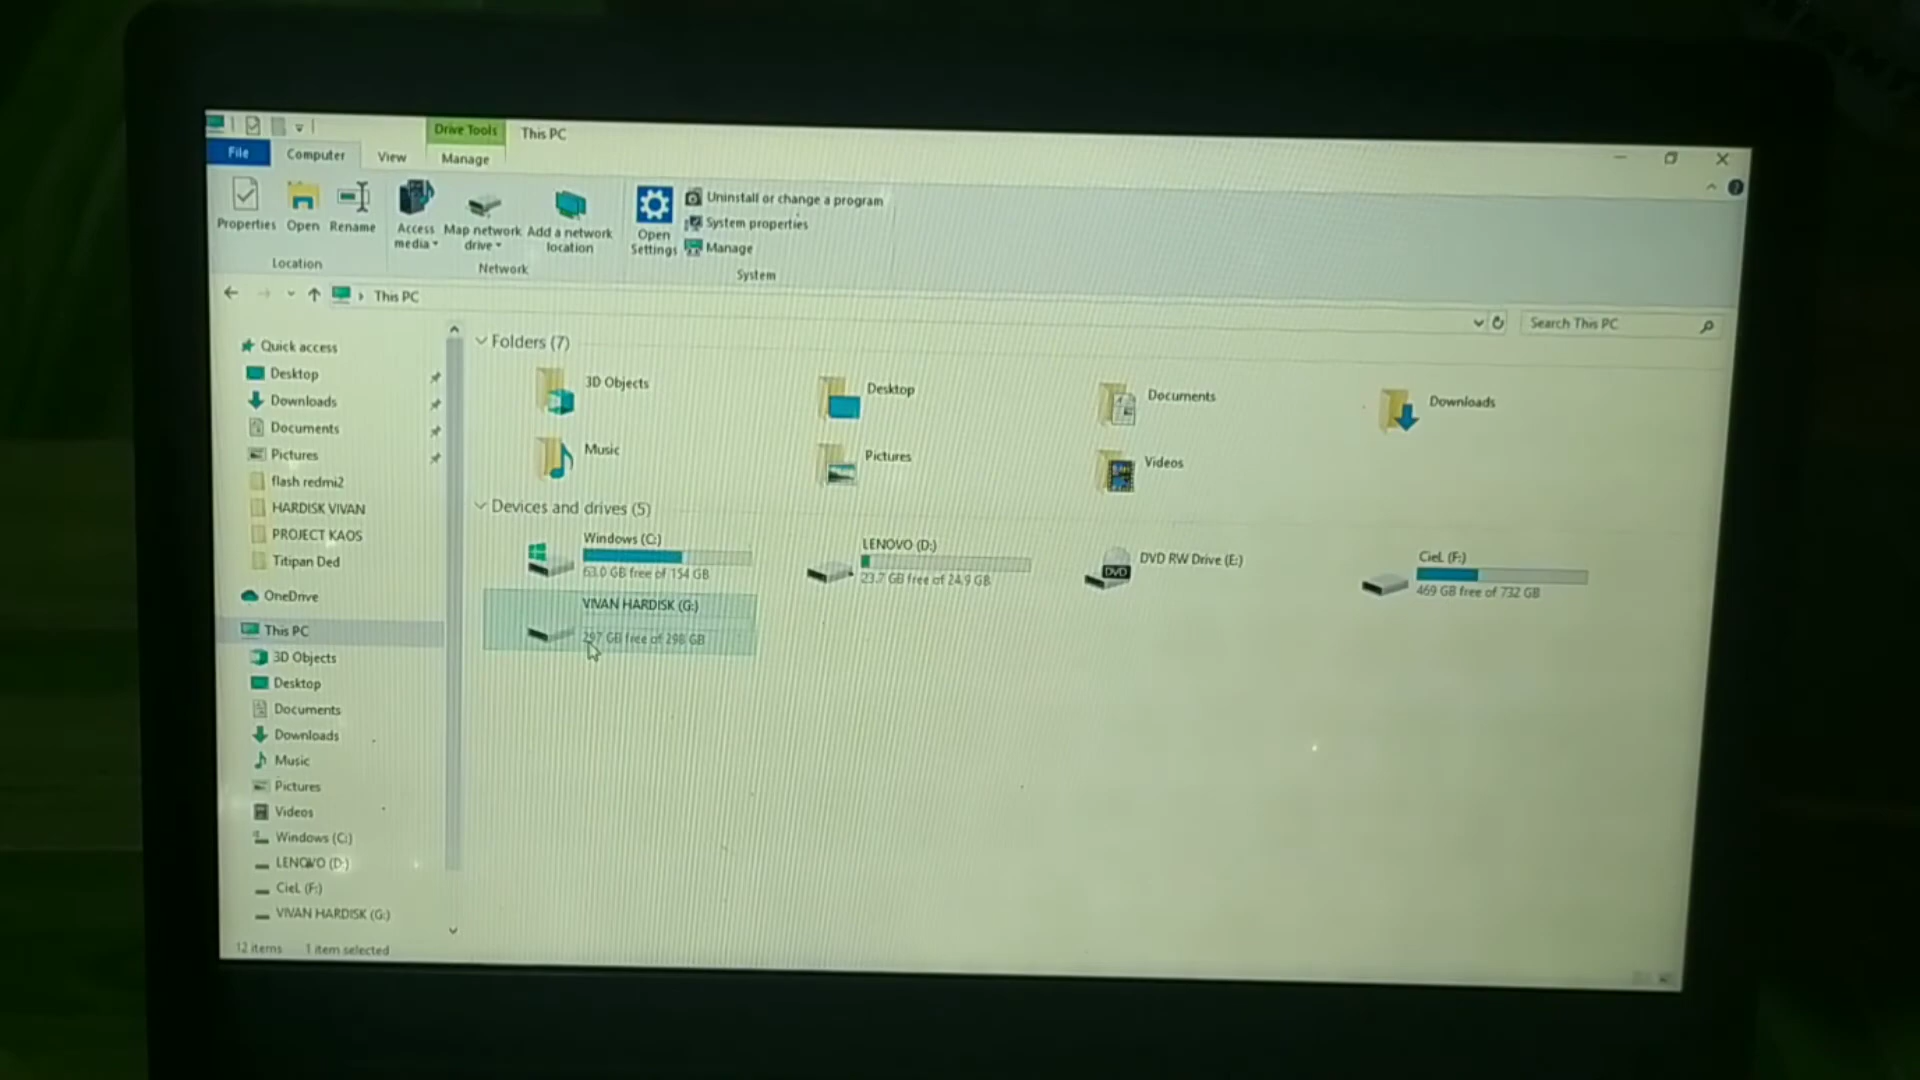 Drive Tools
This PC
File
Computer
View
Manage
Properties
Open
Rename
Access media
Map network drive
Add a network location
Open Settings
Uninstall or change a program
System properties
Manage
Location
Network
System
This PC
Search This PC
Quick access
Desktop
Downloads
Documents
Pictures
flash redmi2
HARDISK VIVAN
PROJECT KAOS
Titipan Ded
OneDrive
This PC
3D Objects
Desktop
Documents
Downloads
Music
Pictures
Videos
Windows (C:)
LENOVO (D:)
CieL (F:)
VIVAN HARDISK (G:)
Folders (7)
3D Objects
Desktop
Documents
Downloads
Music
Pictures
Videos
Devices and drives (5)
Windows (C:)
63.0 GB free of 154 GB
LENOVO (D:)
23.7 GB free of 24.9 GB
DVD
DVD RW Drive (E:)
CieL (F:)
469 GB free of 732 GB
VIVAN HARDISK (G:)
297 GB free of 298 GB
12 items
1 item selected